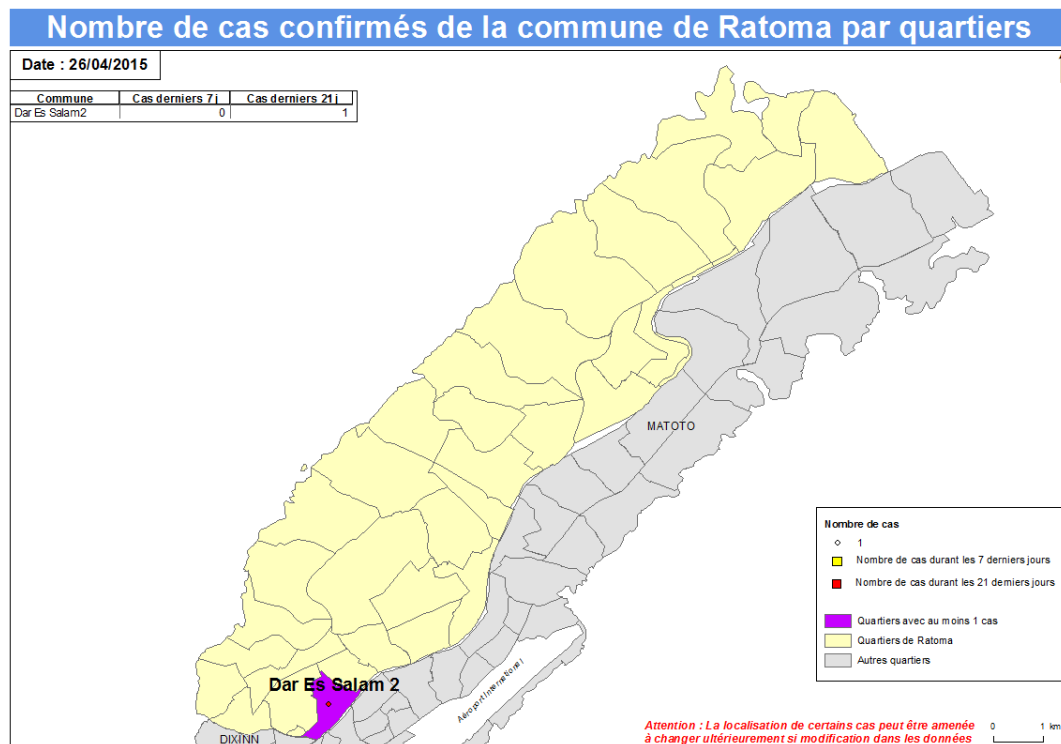 Nombre de cas confirmés de la commune de Ratoma par quartiers
Date : 26/04/2015
Commune Cas derniers 7 j Cas derniers 21 j
Dar Es Salam2 0 1
MATOTO
Nombre de cas
1
Nombre de cas durant les 7 derniers jours
Nombre de cas durant les 21 derniers jours
Quartiers avec au moins 1 cas
Quartiers de Ratoma
Autres quartiers
Aéroport International
Dar Es Salam 2
DIXINN
Attention : La localisation de certains cas peut être amenée
à changer ultérieurement si modification dans les données
0 1 km